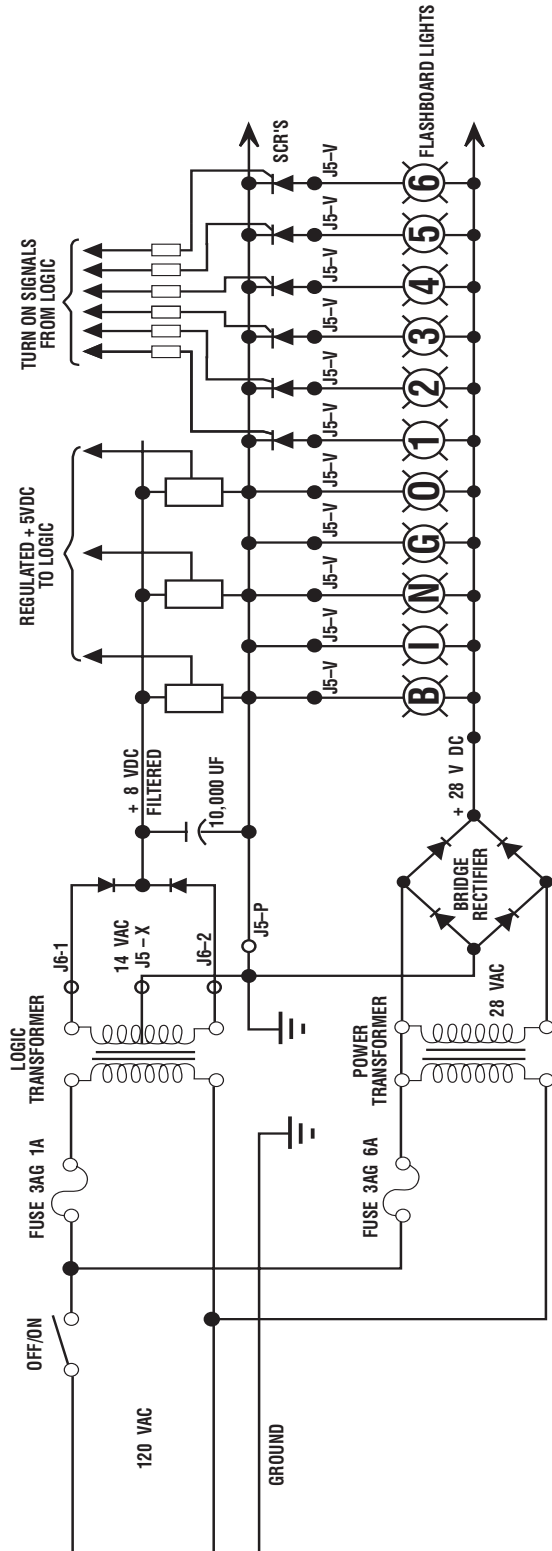 OFF/ON
120 VAC
GROUND
FUSE 3AG 1A
LOGIC
TRANSFORMER
J6-1
14 VAC
J5-X
J6-2
J5-P
+ 8 VDC
FILTERED
10,000 UF
REGULATED + 5VDC
TO LOGIC
TURN ON SIGNALS
FROM LOGIC
SCR'S
J5-V
J5-V
J5-V
J5-V
J5-V
J5-V
J5-V
J5-V
J5-V
J5-V
J5-V
B I N G O 1 2 3 4 5 6
FLASHBOARD LIGHTS
FUSE 3AG 6A
POWER
TRANSFORMER
28 VAC
BRIDGE
RECTIFIER
+ 28 V DC